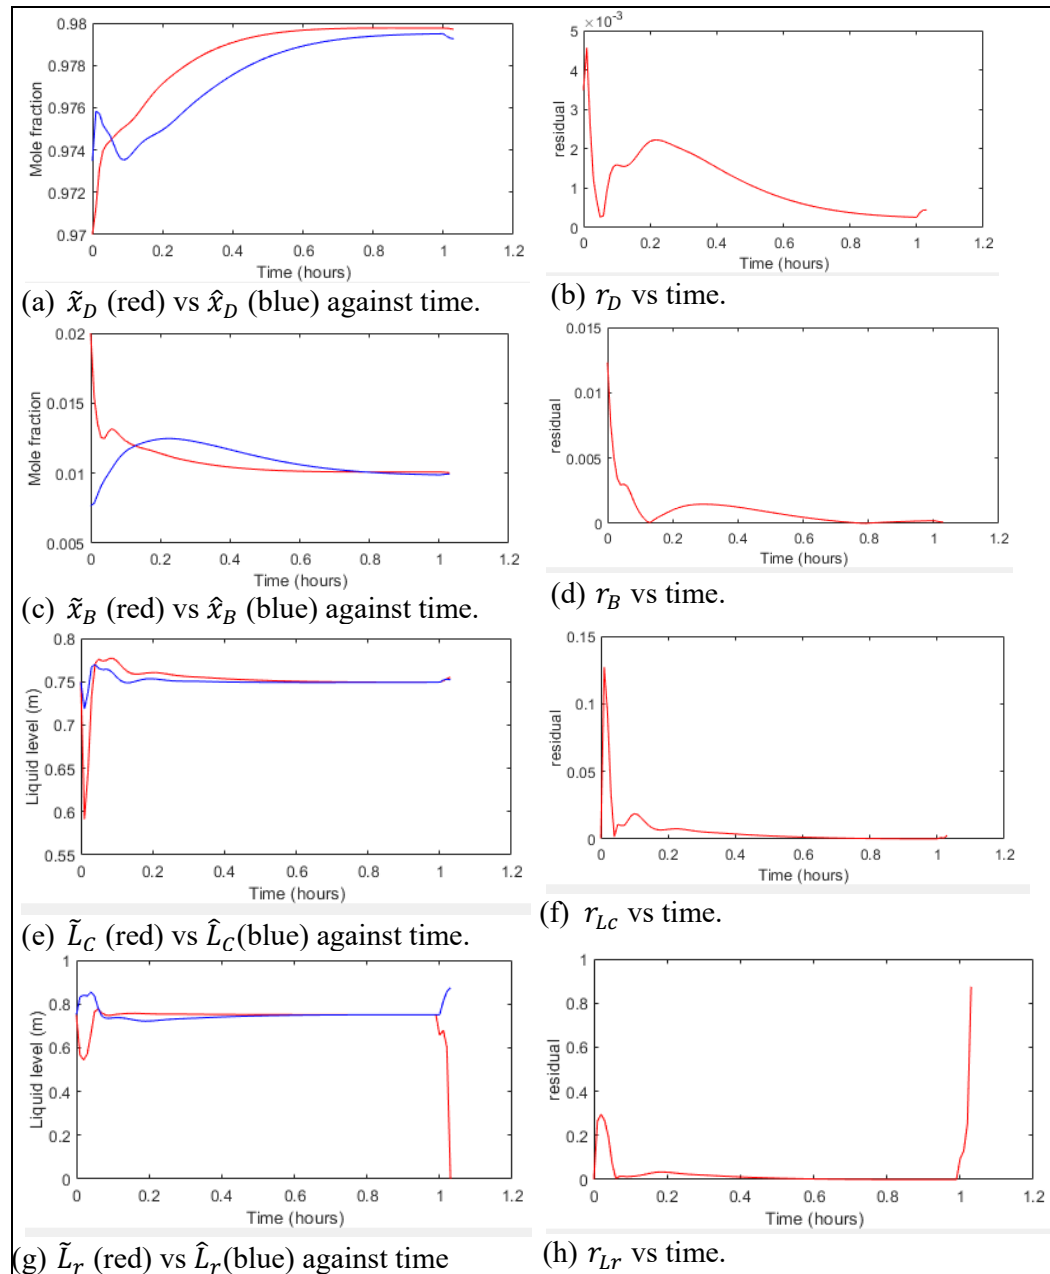 0.98
0.978
0.976
0.974
0.972
0.97
Mole fraction
0 0.2 0.4 0.6 0.8 1 1.2
Time (hours)
(a) x̃_D (red) vs x̂_D (blue) against time.
×10⁻³
5
4
3
2
1
0
residual
0 0.2 0.4 0.6 0.8 1 1.2
Time (hours)
(b) r_D vs time.
0.02
0.015
0.01
0.005
Mole fraction
0 0.2 0.4 0.6 0.8 1 1.2
Time (hours)
(c) x̃_B (red) vs x̂_B (blue) against time.
0.015
0.01
0.005
0
residual
0 0.2 0.4 0.6 0.8 1 1.2
Time (hours)
(d) r_B vs time.
0.8
0.75
0.7
0.65
0.6
0.55
Liquid level (m)
0 0.2 0.4 0.6 0.8 1 1.2
Time (hours)
(e) L̃_C (red) vs L̂_C(blue) against time.
0.15
0.1
0.05
0
residual
0 0.2 0.4 0.6 0.8 1 1.2
Time (hours)
(f) r_Lc vs time.
1
0.8
0.6
0.4
0.2
0
Liquid level (m)
0 0.2 0.4 0.6 0.8 1 1.2
Time (hours)
(g) L̃_r (red) vs L̂_r(blue) against time
1
0.8
0.6
0.4
0.2
0
residual
0 0.2 0.4 0.6 0.8 1 1.2
Time (hours)
(h) r_Lr vs time.